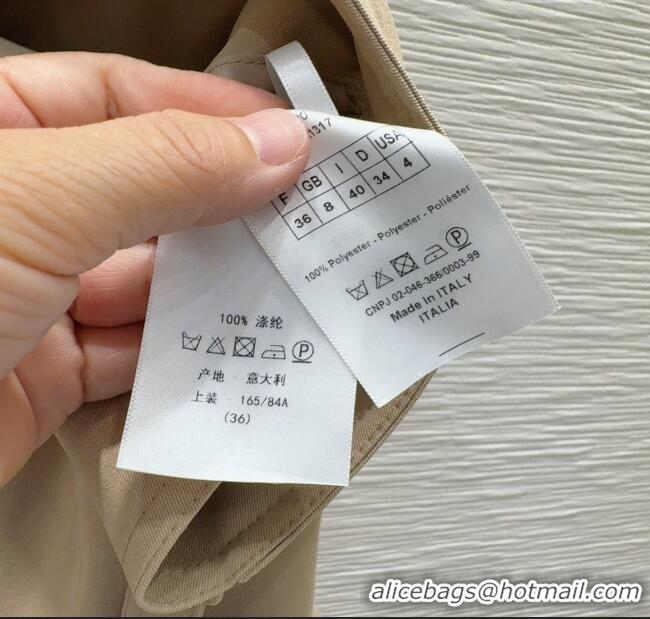 1317
F GB I D USA
36 8 40 34 4
100% Polyester - Polyester - Poliéster
CNPJ 02-046-366/0003-99
Made in ITALY
ITALIA
100% 涤纶
产地 - 意大利
上装 - 165/84A
(36)
alicebags@hotmail.com